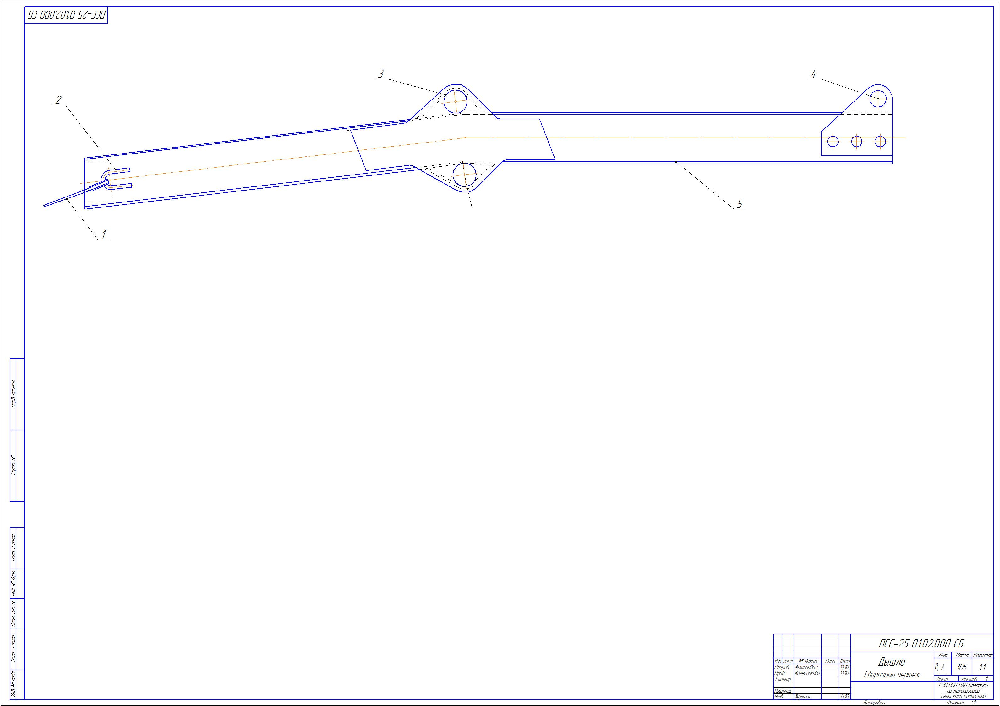 ПСС-25 01.02.000 СБ
3
4
2
5
1
Перв. примен.
Справ. №
Подп. и дата
Инв. № дубл.
Взам. инв. №
Подп. и дата
Инв. № подл.
ПСС-25 01.02.000 СБ
Лит. Масса Масштаб
Дышло
Сборочный чертеж
О₁ А 305 1:1
Изм. Лист № докум. Подп. Дата
Разраб. Антипович 11.10
Пров. Колесникова 11.10
Т.контр.
Н.контр.
Утв. Жилтяк 11.10
Лист Листов 1
РУП НПЦ НАН Беларуси
по механизации
сельского хозяйства
Копировал Формат А1